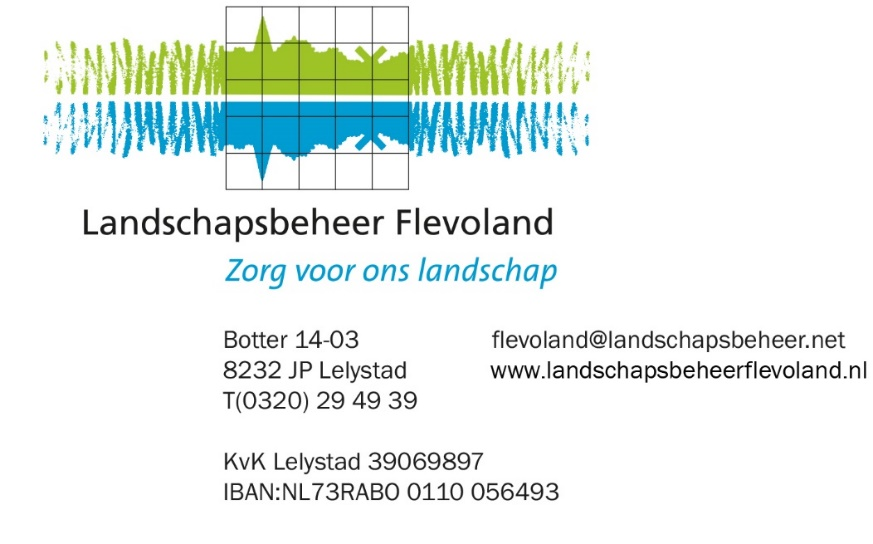 Landschapsbeheer Flevoland
Zorg voor ons landschap
Botter 14-03
8232 JP Lelystad
T(0320) 29 49 39
flevoland@landschapsbeheer.net
www.landschapsbeheerflevoland.nl
KvK Lelystad 39069897
IBAN:NL73RABO 0110 056493